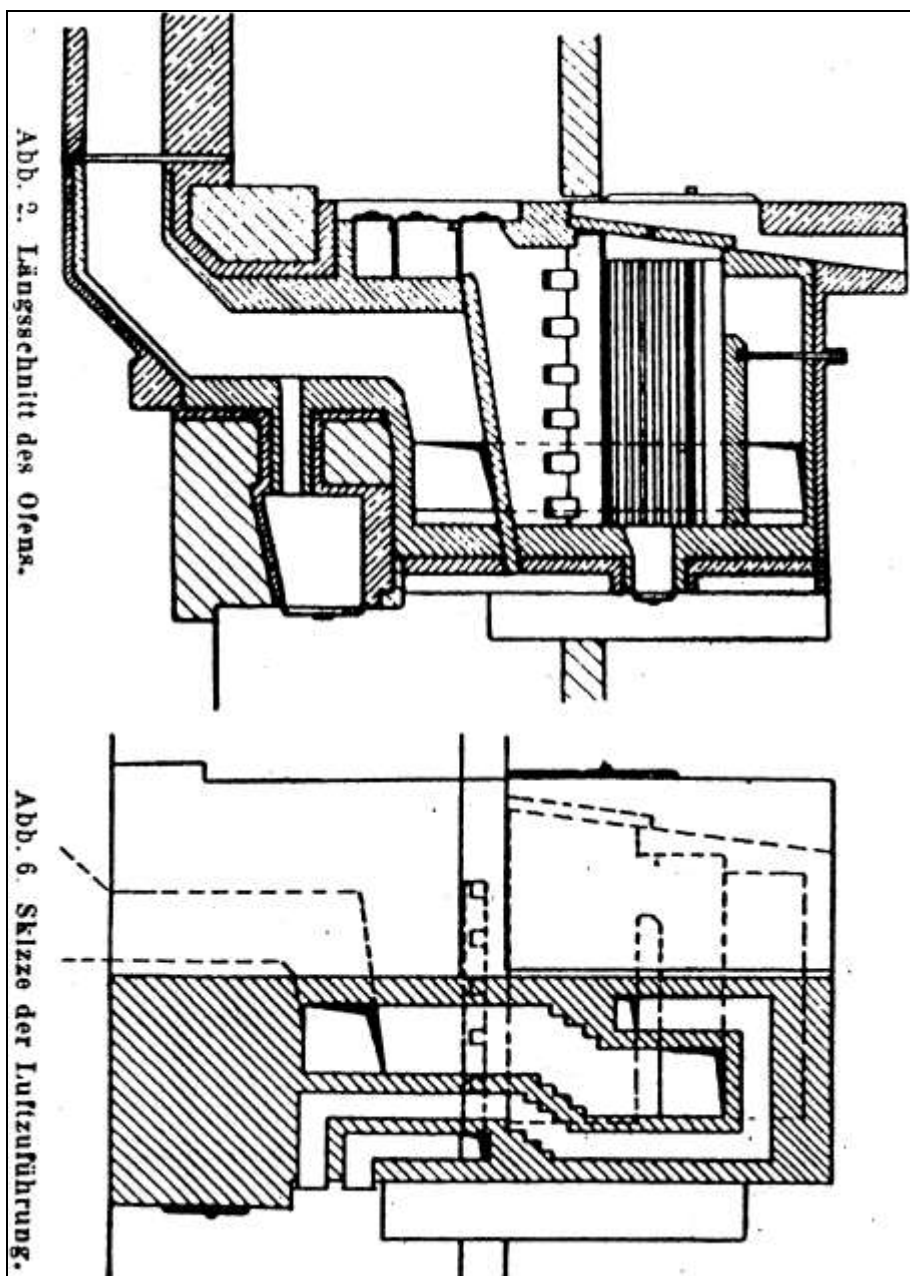 Abb. 2. Längsschnitt des Ofens.
Abb. 6. Skizze der Luftzuführung.